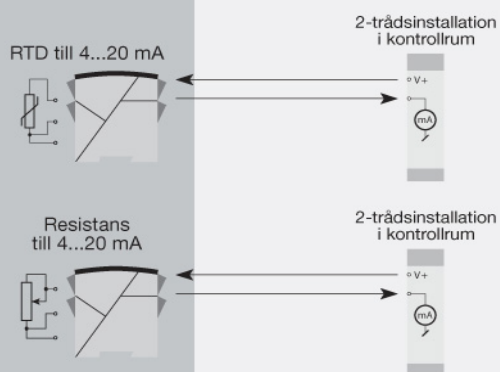 RTD till 4...20 mA
2-trådsinstallation
i kontrollrum
V+
mA
Resistans
till 4...20 mA
2-trådsinstallation
i kontrollrum
V+
mA